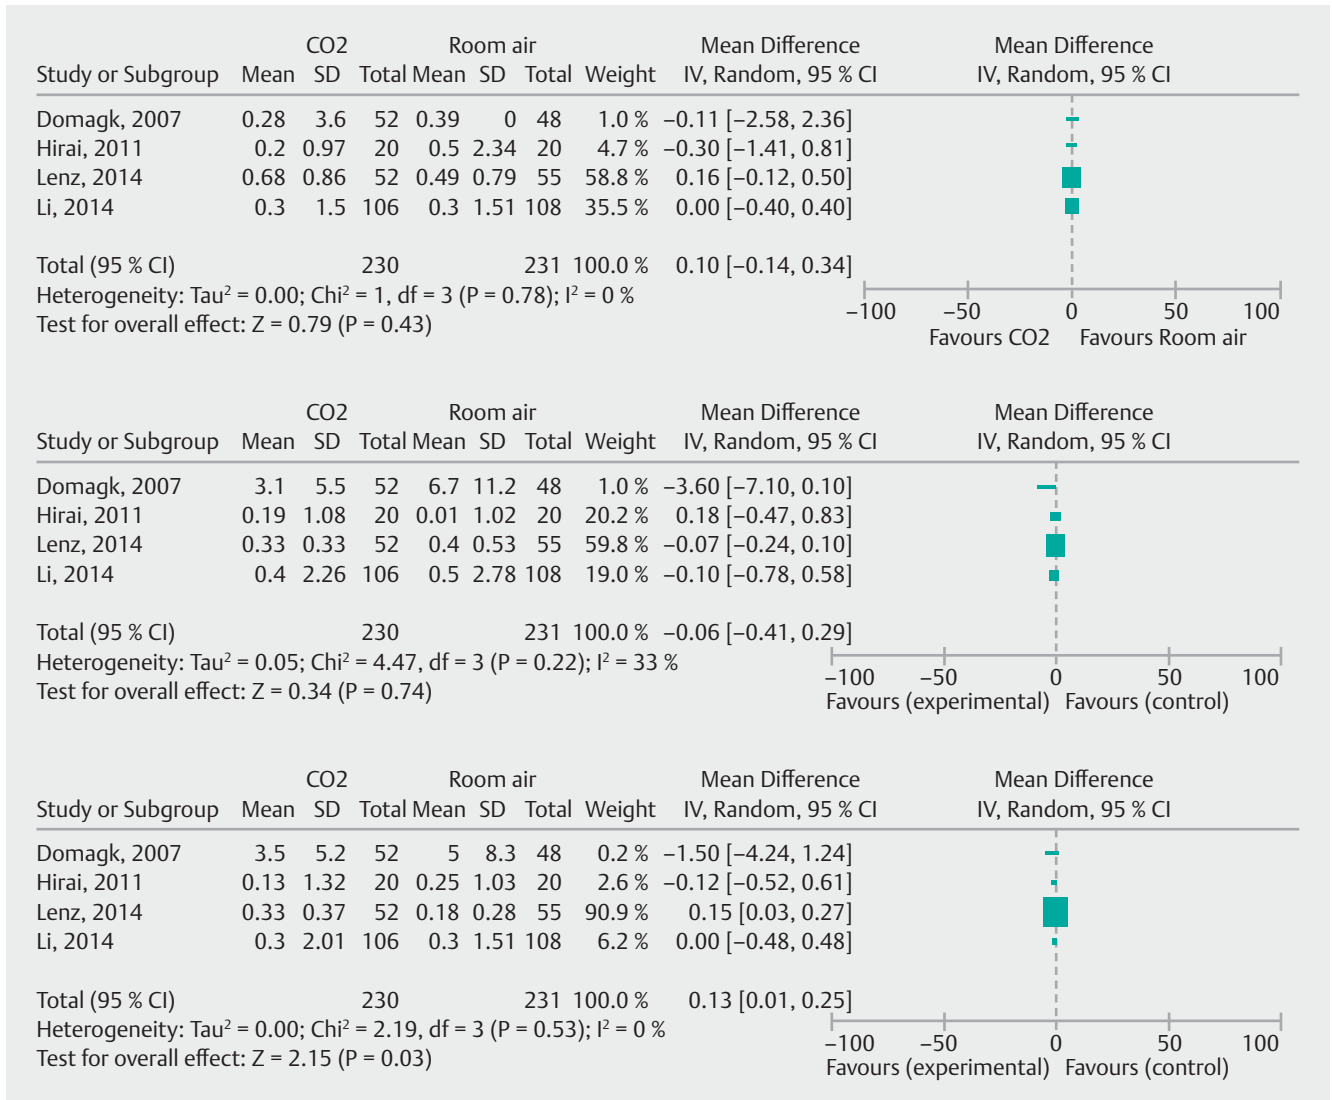 CO2 Room air Mean Difference Mean Difference
Study or Subgroup Mean SD Total Mean SD Total Weight IV, Random, 95 % CI IV, Random, 95 % CI
Domagk, 2007 0.28 3.6 52 0.39 0 48 1.0 % −0.11 [−2.58, 2.36]
Hirai, 2011 0.2 0.97 20 0.5 2.34 20 4.7 % −0.30 [−1.41, 0.81]
Lenz, 2014 0.68 0.86 52 0.49 0.79 55 58.8 % 0.16 [−0.12, 0.50]
Li, 2014 0.3 1.5 106 0.3 1.51 108 35.5 % 0.00 [−0.40, 0.40]
Total (95 % CI) 230 231 100.0 % 0.10 [−0.14, 0.34]
Heterogeneity: Tau² = 0.00; Chi² = 1, df = 3 (P = 0.78); I² = 0 %
Test for overall effect: Z = 0.79 (P = 0.43)
−100 −50 0 50 100
Favours CO2 Favours Room air
CO2 Room air Mean Difference Mean Difference
Study or Subgroup Mean SD Total Mean SD Total Weight IV, Random, 95 % CI IV, Random, 95 % CI
Domagk, 2007 3.1 5.5 52 6.7 11.2 48 1.0 % −3.60 [−7.10, 0.10]
Hirai, 2011 0.19 1.08 20 0.01 1.02 20 20.2 % 0.18 [−0.47, 0.83]
Lenz, 2014 0.33 0.33 52 0.4 0.53 55 59.8 % −0.07 [−0.24, 0.10]
Li, 2014 0.4 2.26 106 0.5 2.78 108 19.0 % −0.10 [−0.78, 0.58]
Total (95 % CI) 230 231 100.0 % −0.06 [−0.41, 0.29]
Heterogeneity: Tau² = 0.05; Chi² = 4.47, df = 3 (P = 0.22); I² = 33 %
Test for overall effect: Z = 0.34 (P = 0.74)
−100 −50 0 50 100
Favours (experimental) Favours (control)
CO2 Room air Mean Difference Mean Difference
Study or Subgroup Mean SD Total Mean SD Total Weight IV, Random, 95 % CI IV, Random, 95 % CI
Domagk, 2007 3.5 5.2 52 5 8.3 48 0.2 % −1.50 [−4.24, 1.24]
Hirai, 2011 0.13 1.32 20 0.25 1.03 20 2.6 % −0.12 [−0.52, 0.61]
Lenz, 2014 0.33 0.37 52 0.18 0.28 55 90.9 % 0.15 [0.03, 0.27]
Li, 2014 0.3 2.01 106 0.3 1.51 108 6.2 % 0.00 [−0.48, 0.48]
Total (95 % CI) 230 231 100.0 % 0.13 [0.01, 0.25]
Heterogeneity: Tau² = 0.00; Chi² = 2.19, df = 3 (P = 0.53); I² = 0 %
Test for overall effect: Z = 2.15 (P = 0.03)
−100 −50 0 50 100
Favours (experimental) Favours (control)